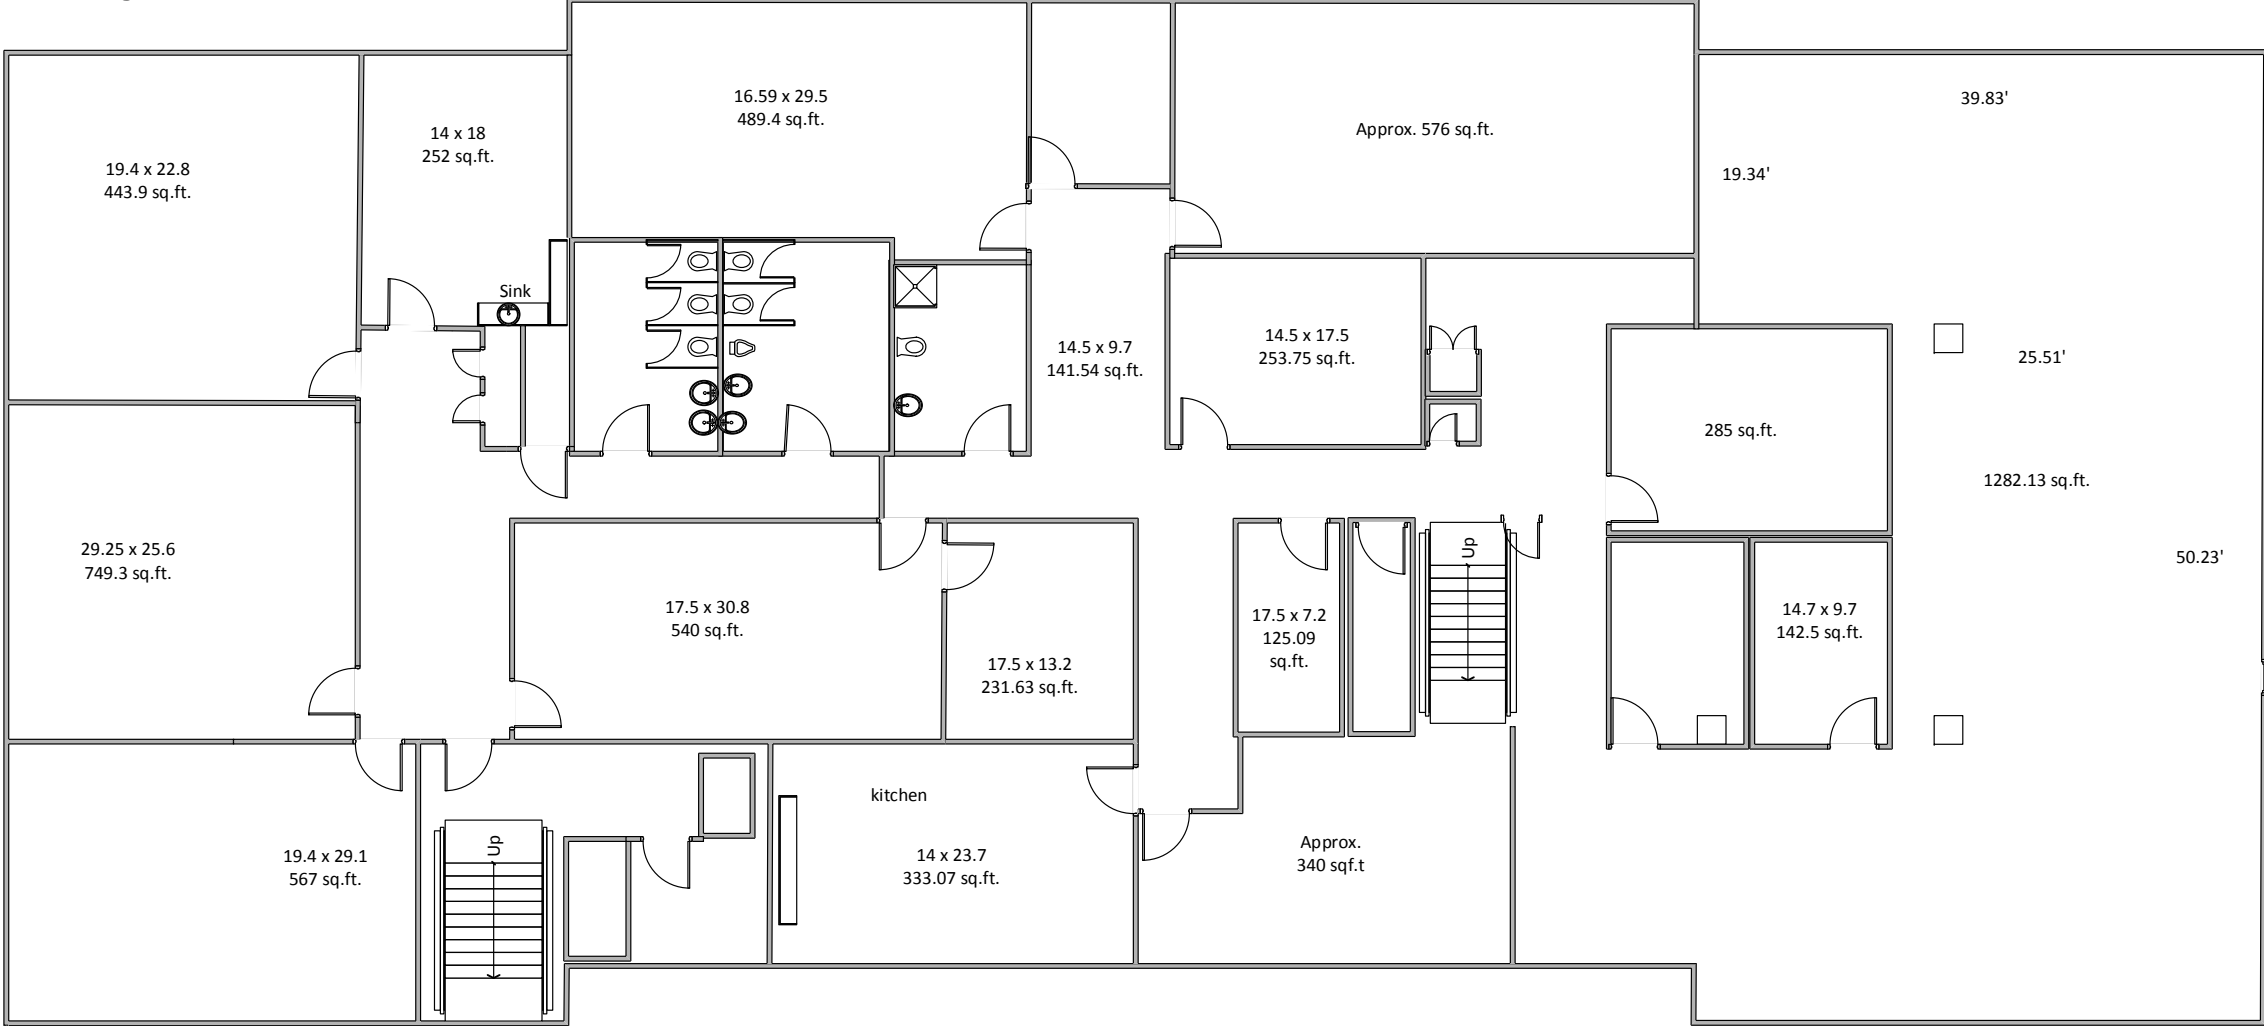 16.59 x 29.5
489.4 sq.ft.
39.83'
14 x 18
252 sq.ft.
Approx. 576 sq.ft.
19.4 x 22.8
443.9 sq.ft.
19.34'
Sink
14.5 x 9.7
141.54 sq.ft.
14.5 x 17.5
253.75 sq.ft.
25.51'
285 sq.ft.
1282.13 sq.ft.
29.25 x 25.6
749.3 sq.ft.
Up
50.23'
17.5 x 30.8
540 sq.ft.
17.5 x 13.2
231.63 sq.ft.
17.5 x 7.2
125.09
sq.ft.
14.7 x 9.7
142.5 sq.ft.
kitchen
Up
19.4 x 29.1
567 sq.ft.
14 x 23.7
333.07 sq.ft.
Approx.
340 sqf.t